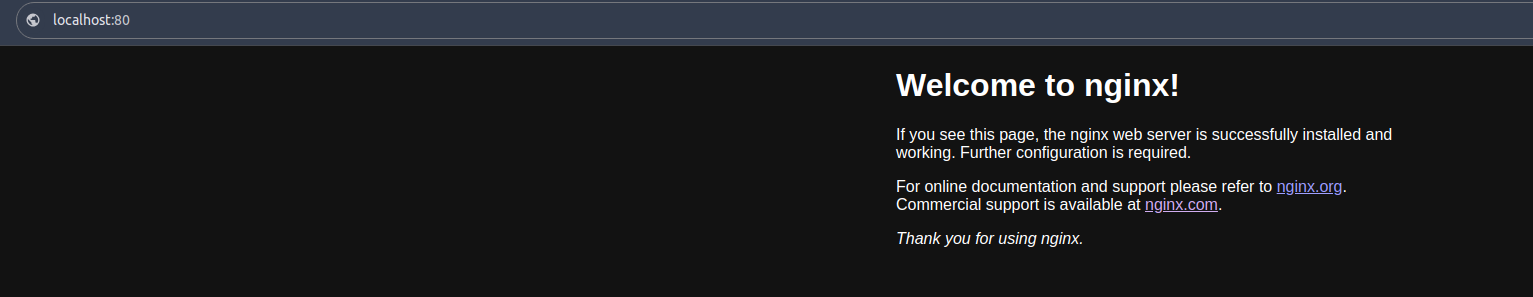 localhost:80
Welcome to nginx!
If you see this page, the nginx web server is successfully installed and
working. Further configuration is required.
For online documentation and support please refer to nginx.org.
Commercial support is available at nginx.com.
Thank you for using nginx.